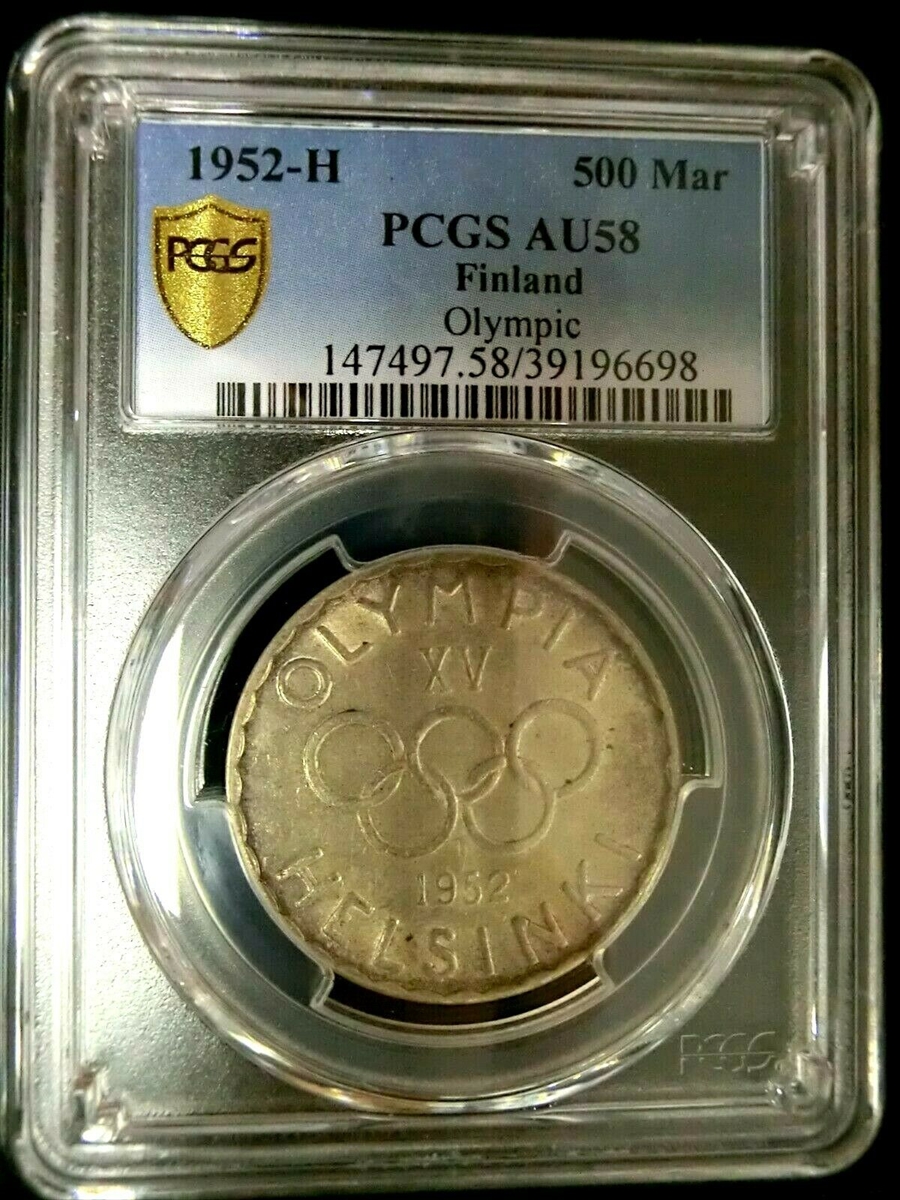 1952-H 500 Mar
PCGS
PCGS AU58
Finland
Olympic
147497.58/39196698
OLYMPIA
XV
1952
HELSINKI
PCGS